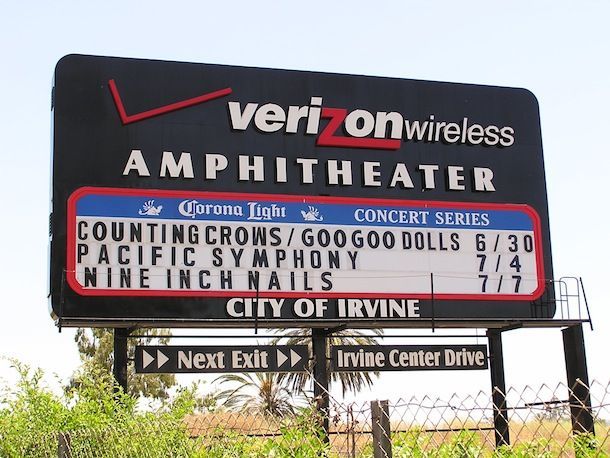 verizonwireless
AMPHITHEATER
Corona Light CONCERT SERIES
COUNTING CROWS/GOO GOO DOLLS 6/30
PACIFIC SYMPHONY 7/4
NINE INCH NAILS 7/7
CITY OF IRVINE
Next Exit Irvine Center Drive